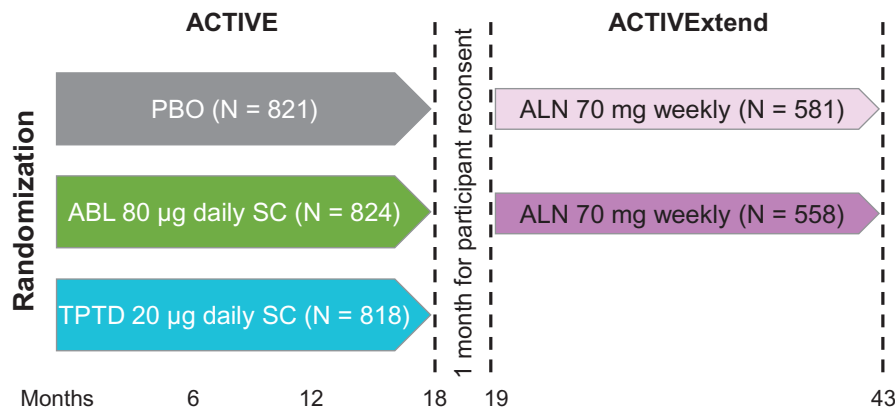 ACTIVE
ACTIVExtend
Randomization
PBO (N = 821)
ABL 80 µg daily SC (N = 824)
TPTD 20 µg daily SC (N = 818)
1 month for participant reconsent
ALN 70 mg weekly (N = 581)
ALN 70 mg weekly (N = 558)
Months 6 12 18 19 43